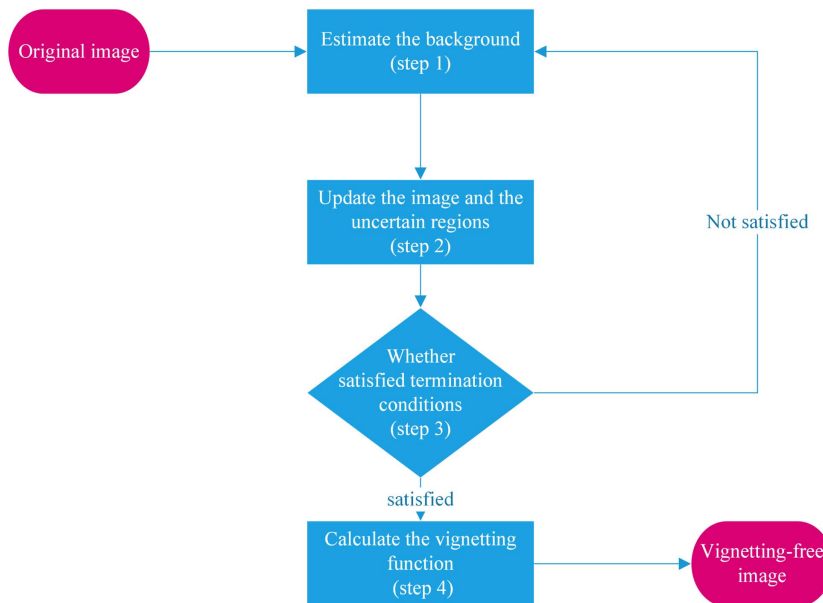 Original image
Estimate the background
(step 1)
Update the image and the
uncertain regions
(step 2)
Not satisfied
Whether
satisfied termination
conditions
(step 3)
satisfied
Calculate the vignetting
function
(step 4)
Vignetting-free
image